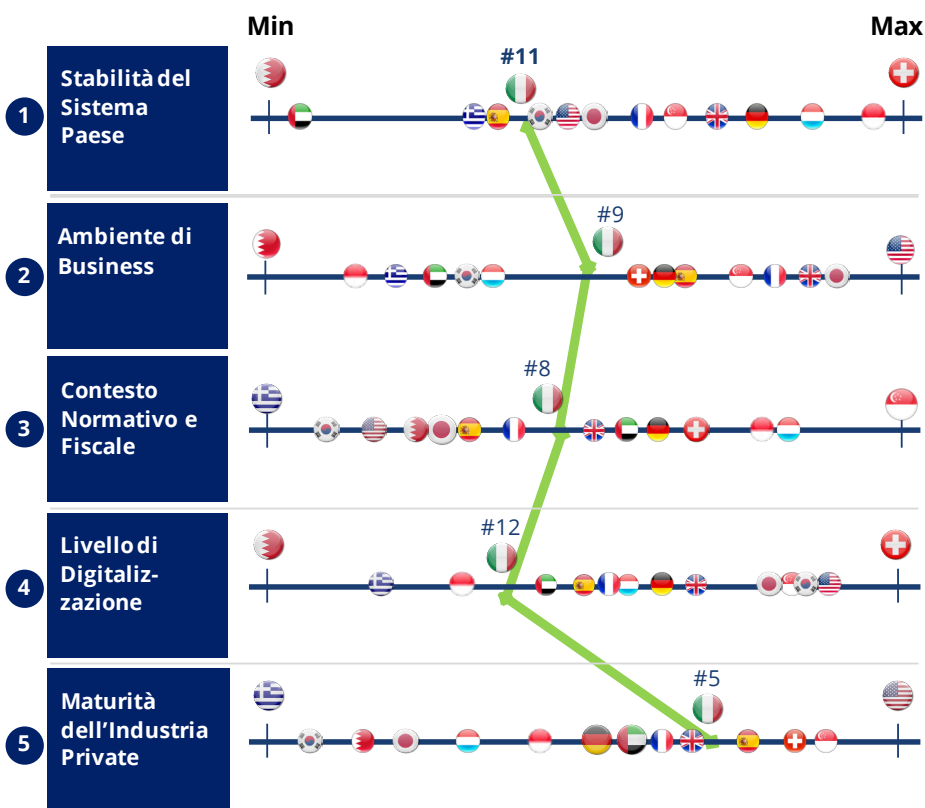 Min
Max
1
Stabilità del
Sistema
Paese
#11
2
Ambiente di
Business
#9
3
Contesto
Normativo e
Fiscale
#8
4
Livello di
Digitaliz-
zazione
#12
5
Maturità
dell’Industria
Private
#5